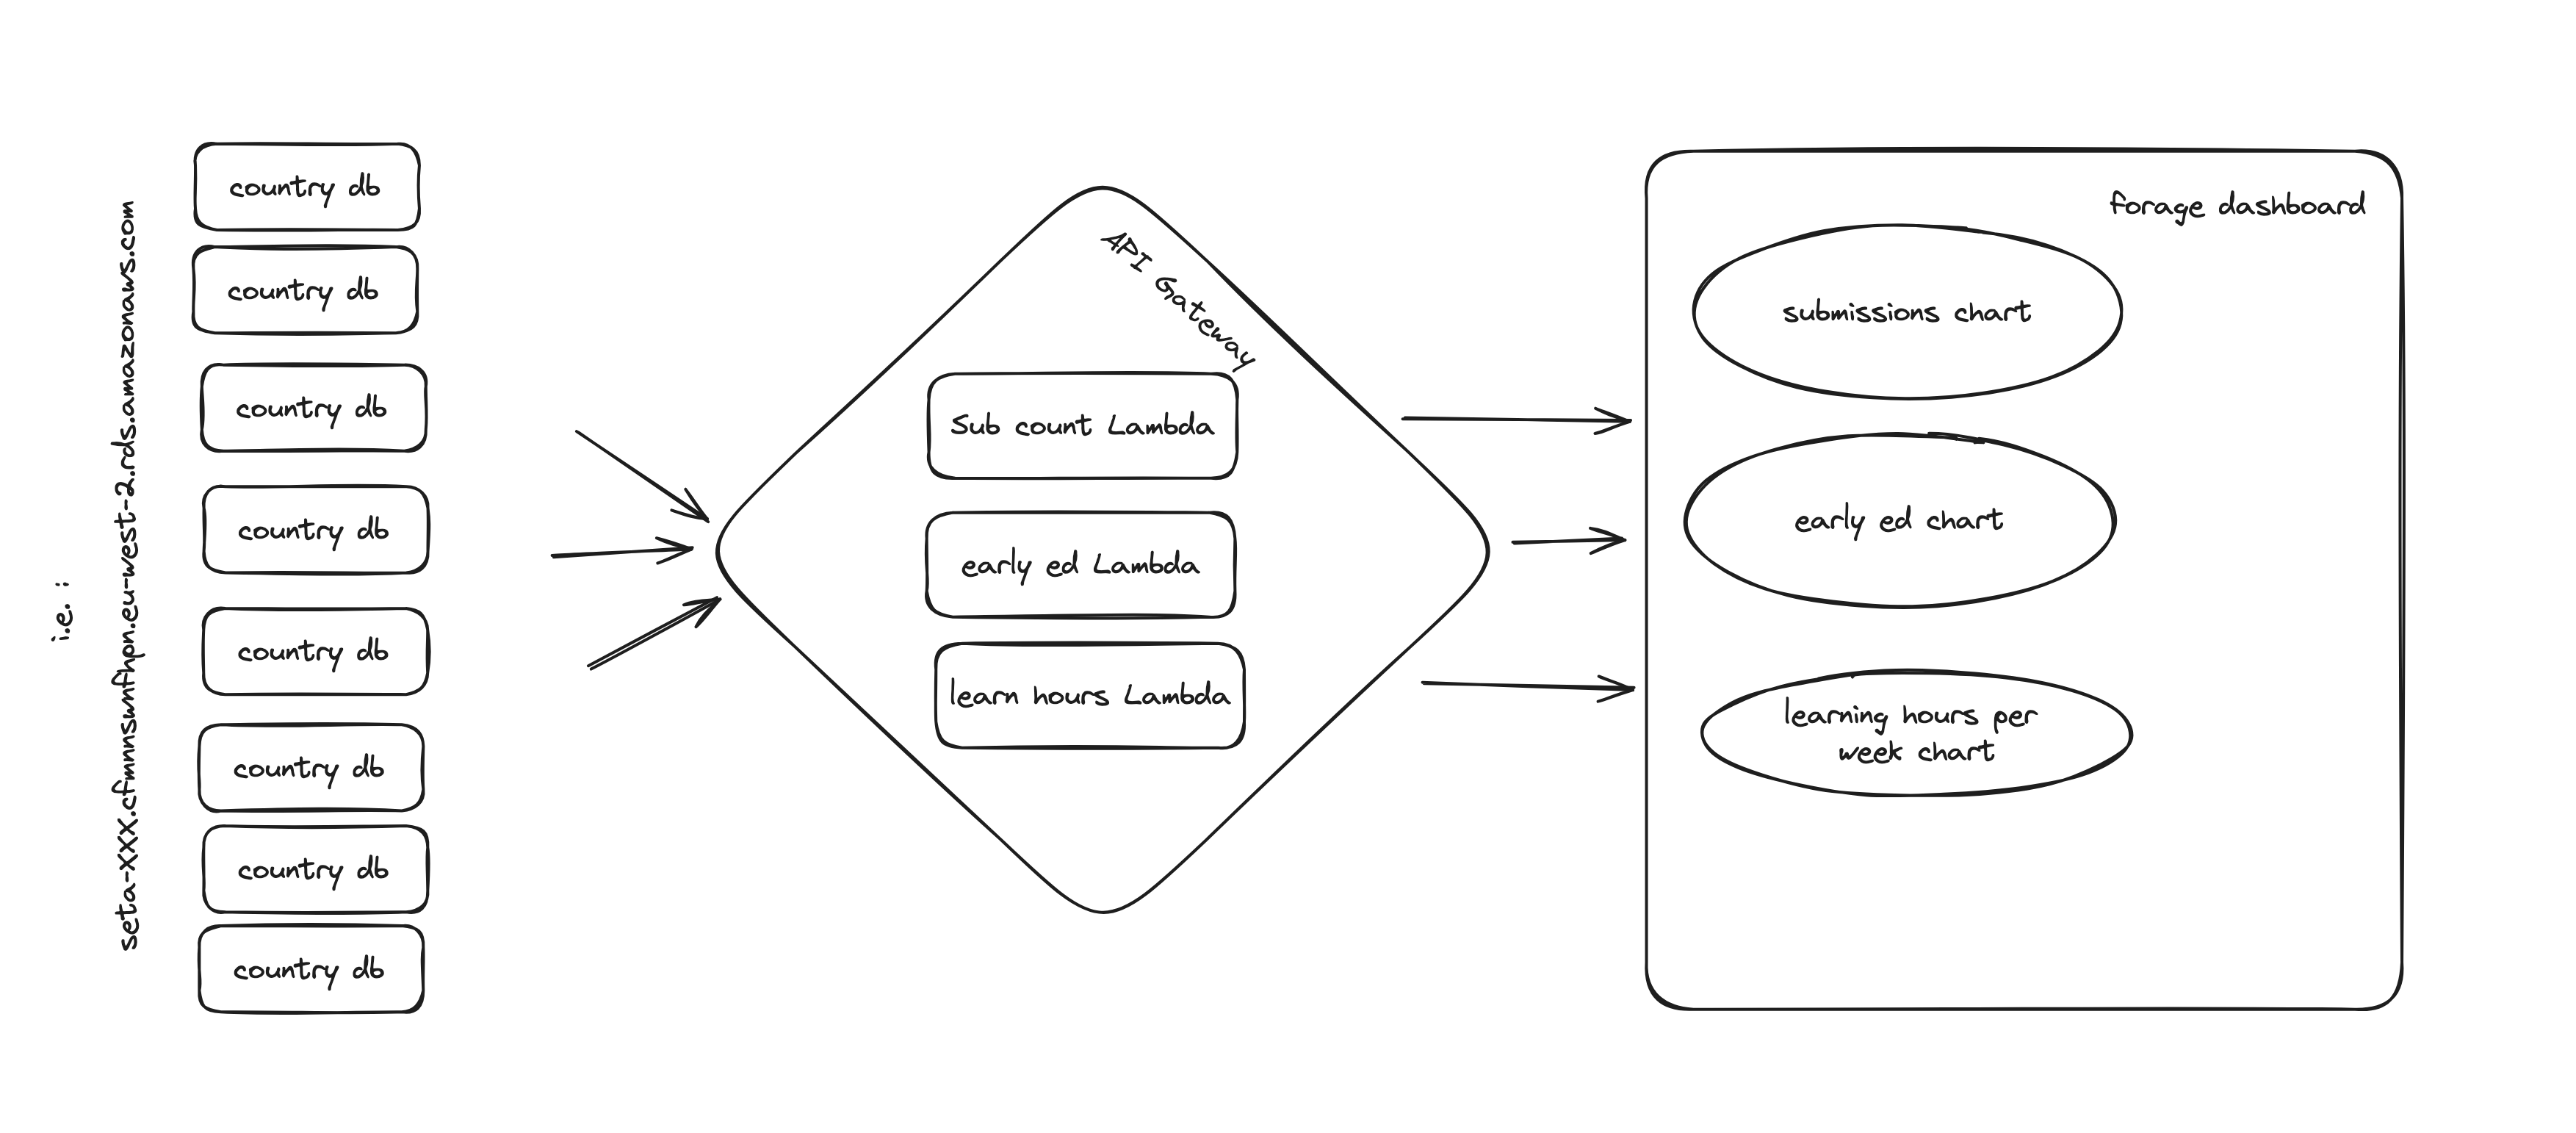 i.e. :
seta-XXX.cfmnnswnfhpn.eu-west-2.rds.amazonaws.com
country db
country db
country db
country db
country db
country db
country db
country db
API Gateway
Sub count Lambda
early ed Lambda
learn hours Lambda
forage dashboard
submissions chart
early ed chart
learning hours per
week chart